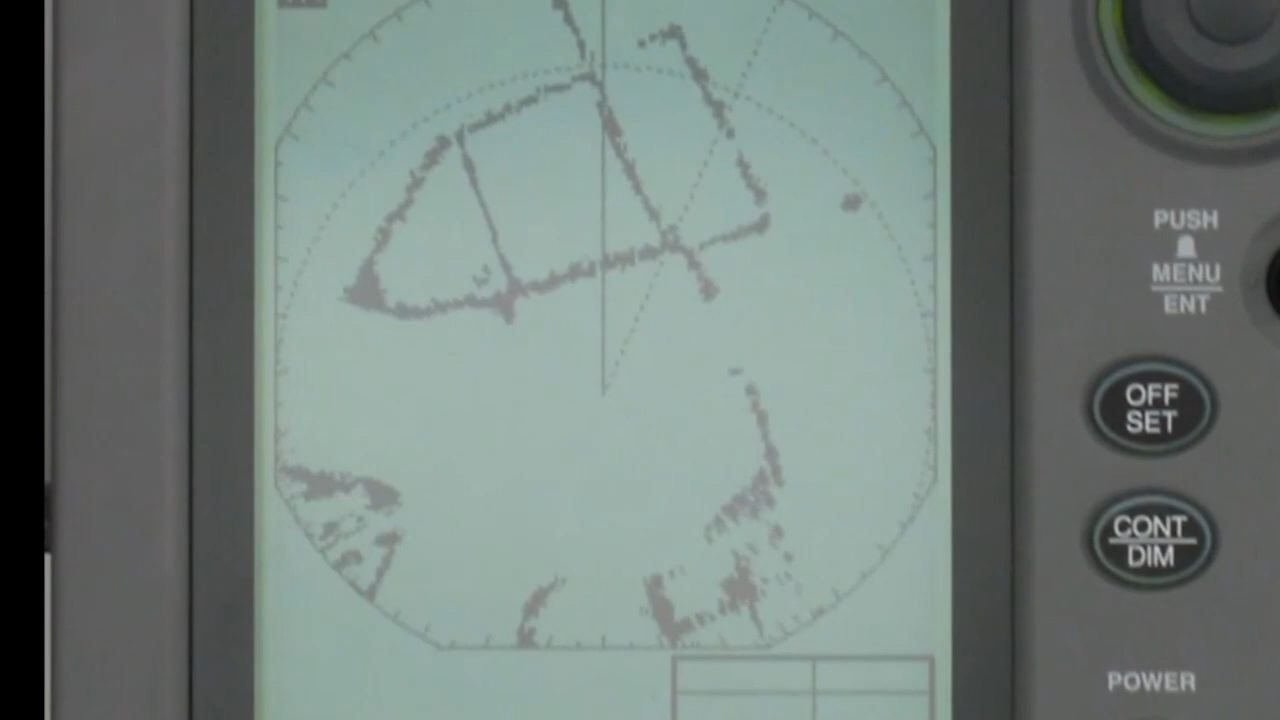 PUSH
MENU
ENT
OFF
SET
CONT
DIM
POWER